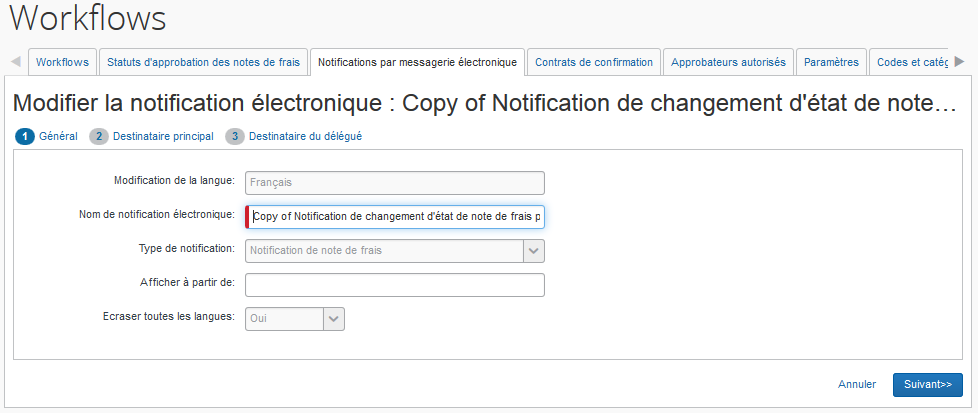 Workflows
Workflows Statuts d'approbation des notes de frais Notifications par messagerie électronique Contrats de confirmation Approbateurs autorisés Paramètres Codes et catég
Modifier la notification électronique : Copy of Notification de changement d'état de note…
1 Général 2 Destinataire principal 3 Destinataire du délégué
Modification de la langue: Français
Nom de notification électronique: Copy of Notification de changement d'état de note de frais p
Type de notification: Notification de note de frais
Afficher à partir de:
Ecraser toutes les langues: Oui
Annuler Suivant>>